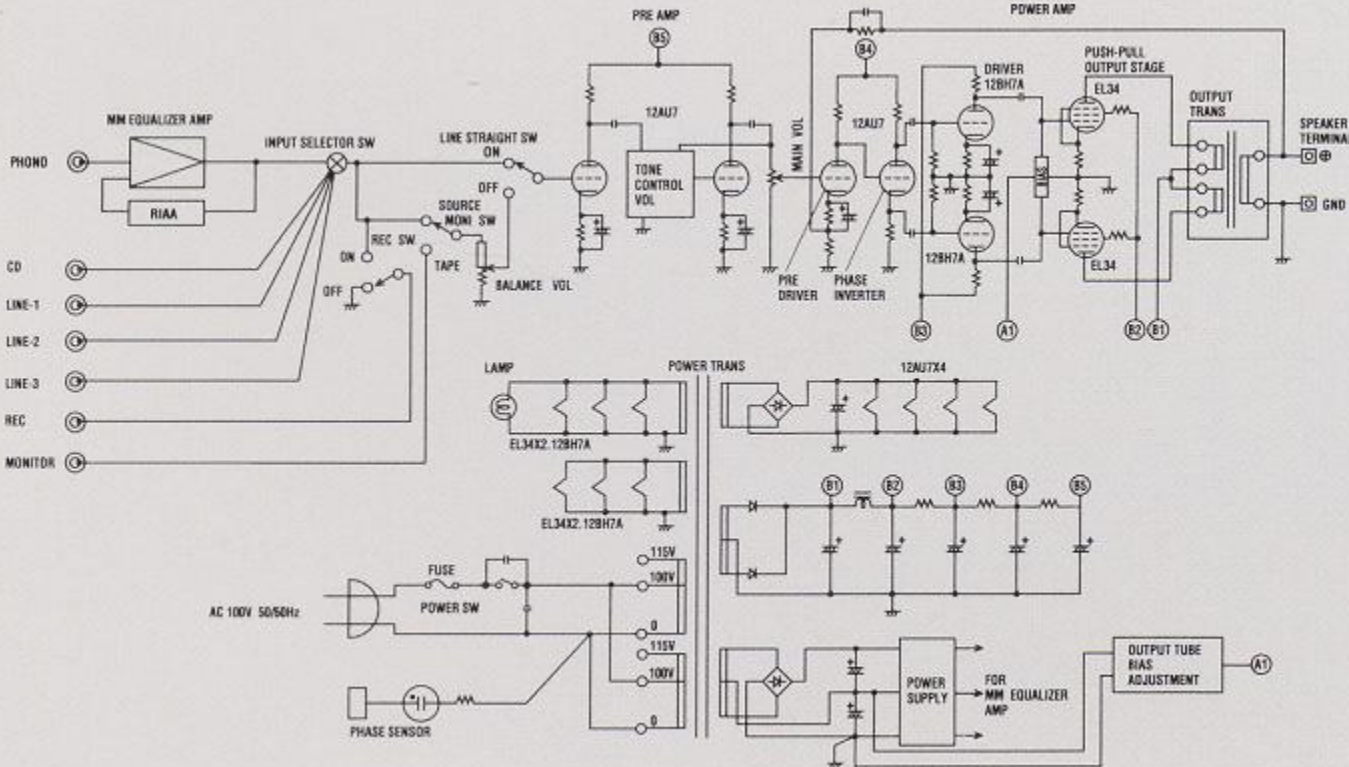 PRE AMP
B5
POWER AMP
B4
DRIVER
12BH7A
PUSH-PULL
OUTPUT STAGE
EL34
OUTPUT
TRANS
SPEAKER
TERMINAL
⊕
GND
MM EQUALIZER AMP
PHONO
RIAA
INPUT SELECTOR SW
LINE STRAIGHT SW
ON
OFF
12AU7
TONE
CONTROL
VOL
MAIN VOL
12AU7
BIAS
SOURCE
MONI SW
REC SW
ON
OFF
TAPE
BALANCE VOL
PRE
DRIVER
PHASE
INVERTER
12BH7A
EL34
B3
A1
B2
B1
CD
LINE-1
LINE-2
LINE-3
REC
MONITOR
LAMP
POWER TRANS
12AU7X4
EL34X2.12BH7A
EL34X2.12BH7A
B1
B2
B3
B4
B5
AC 100V 50/60Hz
FUSE
POWER SW
115V
100V
0
115V
100V
0
PHASE SENSOR
POWER
SUPPLY
FOR
MM EQUALIZER
AMP
OUTPUT TUBE
BIAS
ADJUSTMENT
A1